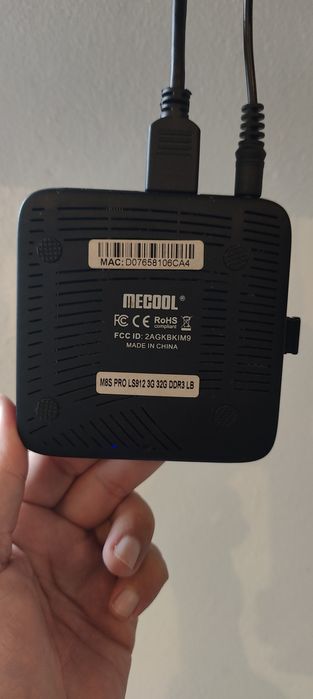 MAC: D07658106CA4
MECOOL®
FC CE RoHS
compliant
FCC ID: 2AGKBKIM9
MADE IN CHINA
M8S PRO LS912 3G 32G DDR3 LB